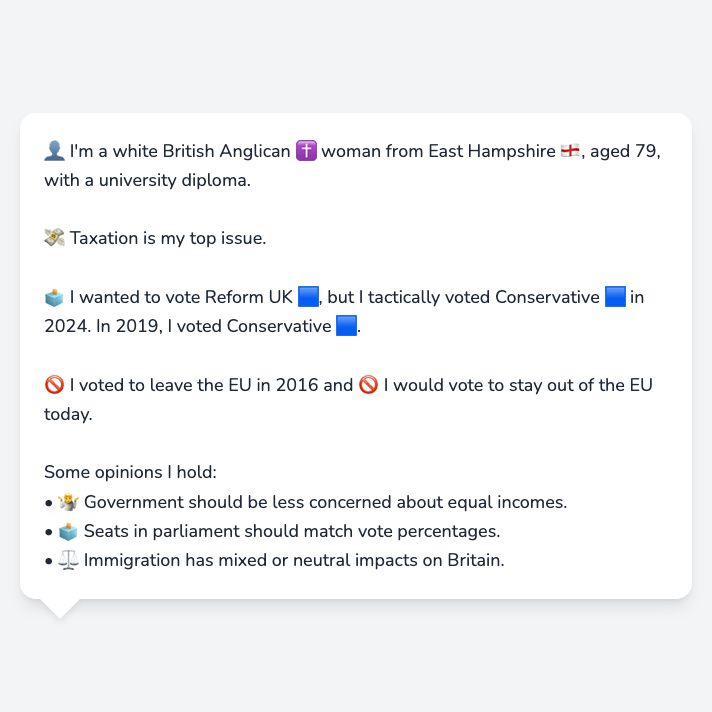 👤 I'm a white British Anglican ✝️ woman from East Hampshire 🏴󠁧󠁢󠁥󠁮󠁧󠁿, aged 79,
with a university diploma.
💸 Taxation is my top issue.
🗳️ I wanted to vote Reform UK 🟦, but I tactically voted Conservative 🟦 in
2024. In 2019, I voted Conservative 🟦.
🚫 I voted to leave the EU in 2016 and 🚫 I would vote to stay out of the EU
today.
Some opinions I hold:
• 🤷 Government should be less concerned about equal incomes.
• 🗳️ Seats in parliament should match vote percentages.
• ⚖️ Immigration has mixed or neutral impacts on Britain.